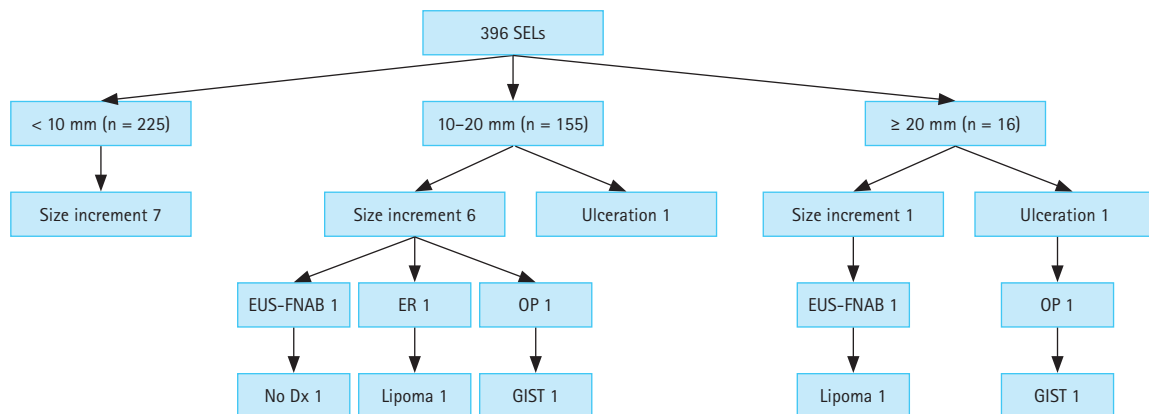 396 SELs
< 10 mm (n = 225)
10–20 mm (n = 155)
≥ 20 mm (n = 16)
Size increment 7
Size increment 6
Ulceration 1
Size increment 1
Ulceration 1
EUS-FNAB 1
ER 1
OP 1
EUS-FNAB 1
OP 1
No Dx 1
Lipoma 1
GIST 1
Lipoma 1
GIST 1